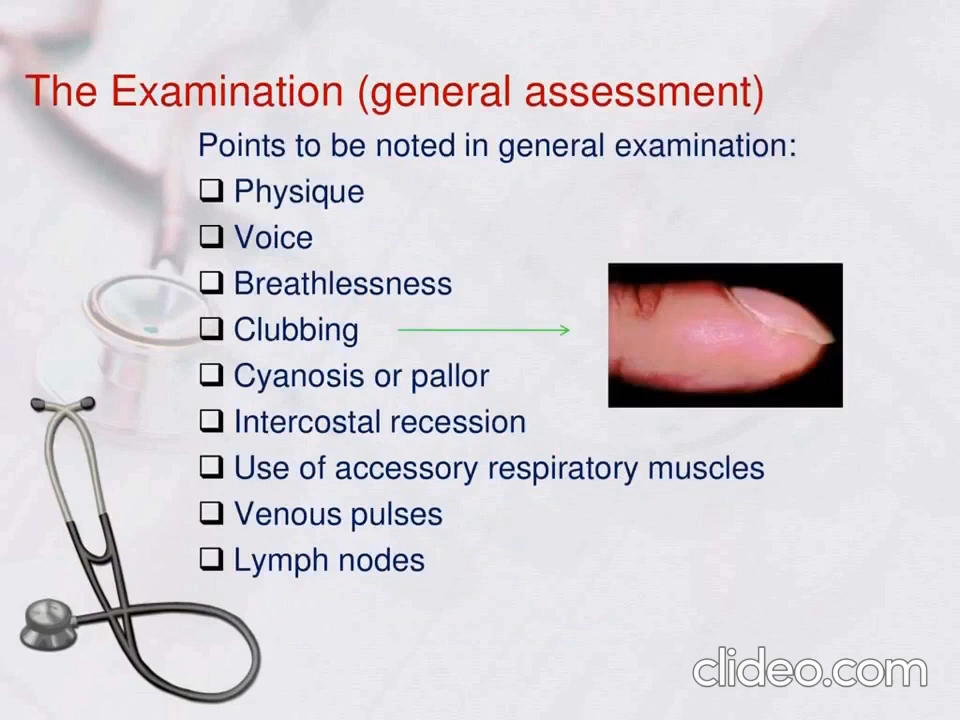 The Examination (general assessment)
Points to be noted in general examination:
❑ Physique
❑ Voice
❑ Breathlessness
❑ Clubbing
❑ Cyanosis or pallor
❑ Intercostal recession
❑ Use of accessory respiratory muscles
❑ Venous pulses
❑ Lymph nodes
clideo.com